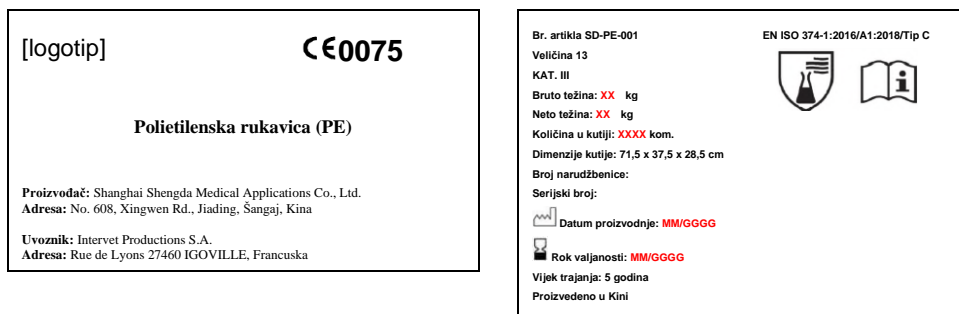 [logotip]
CE0075
Polietilenska rukavica (PE)
Proizvođač: Shanghai Shengda Medical Applications Co., Ltd.
Adresa: No. 608, Xingwen Rd., Jiading, Šangaj, Kina
Uvoznik: Intervet Productions S.A.
Adresa: Rue de Lyons 27460 IGOVILLE, Francuska
Br. artikla SD-PE-001
EN ISO 374-1:2016/A1:2018/Tip C
Veličina 13
KAT. III
Bruto težina: XX kg
Neto težina: XX kg
Količina u kutiji: XXXX kom.
Dimenzije kutije: 71,5 x 37,5 x 28,5 cm
Broj narudžbenice:
Serijski broj:
Datum proizvodnje: MM/GGGG
Rok valjanosti: MM/GGGG
Vijek trajanja: 5 godina
Proizvedeno u Kini